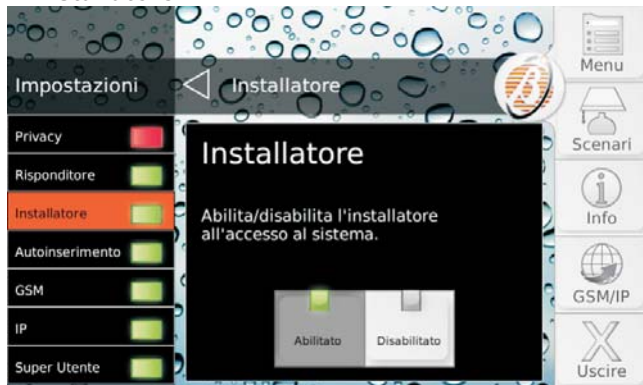 Impostazioni
Installatore
Privacy
Risponditore
Installatore
Autoinserimento
GSM
IP
Super Utente
Installatore
Abilita/disabilita l'installatore
all'accesso al sistema.
Abilitato
Disabilitato
Menu
Scenari
Info
GSM/IP
Uscire